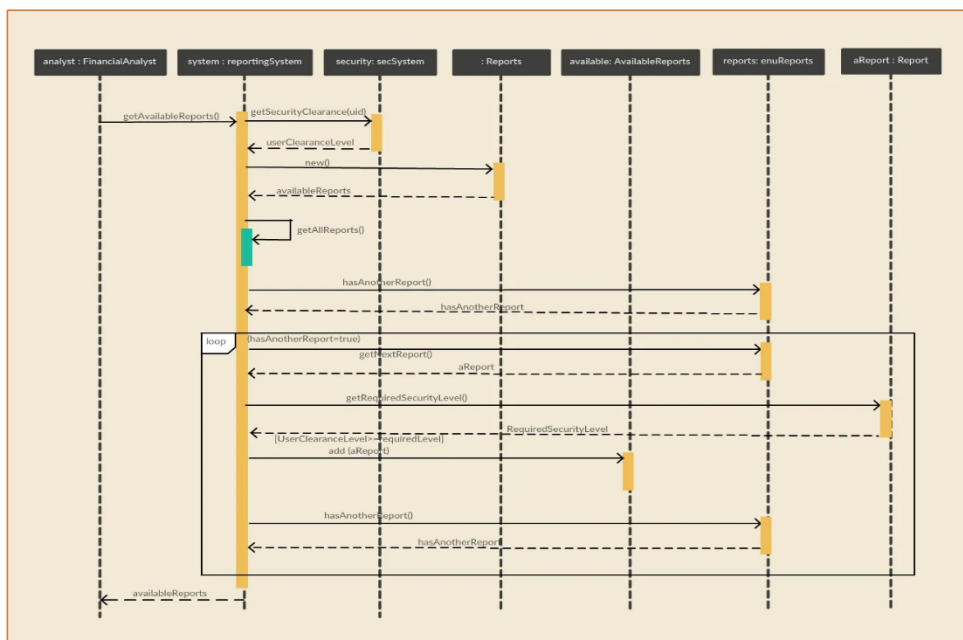 analyst : FinancialAnalyst
system : reportingSystem
security: secSystem
: Reports
available: AvailableReports
reports: enuReports
aReport : Report
getAvailableReports()
getSecurityClearance(uid)
userClearanceLevel
new()
availableReports
getAllReports()
hasAnotherReport()
hasAnotherReport
loop
(hasAnotherReport=true)
getNextReport()
aReport
getRequiredSecurityLevel()
RequiredSecurityLevel
[UserClearanceLevel>=requiredLevel]
add (aReport)
hasAnotherReport()
hasAnotherReport
availableReports